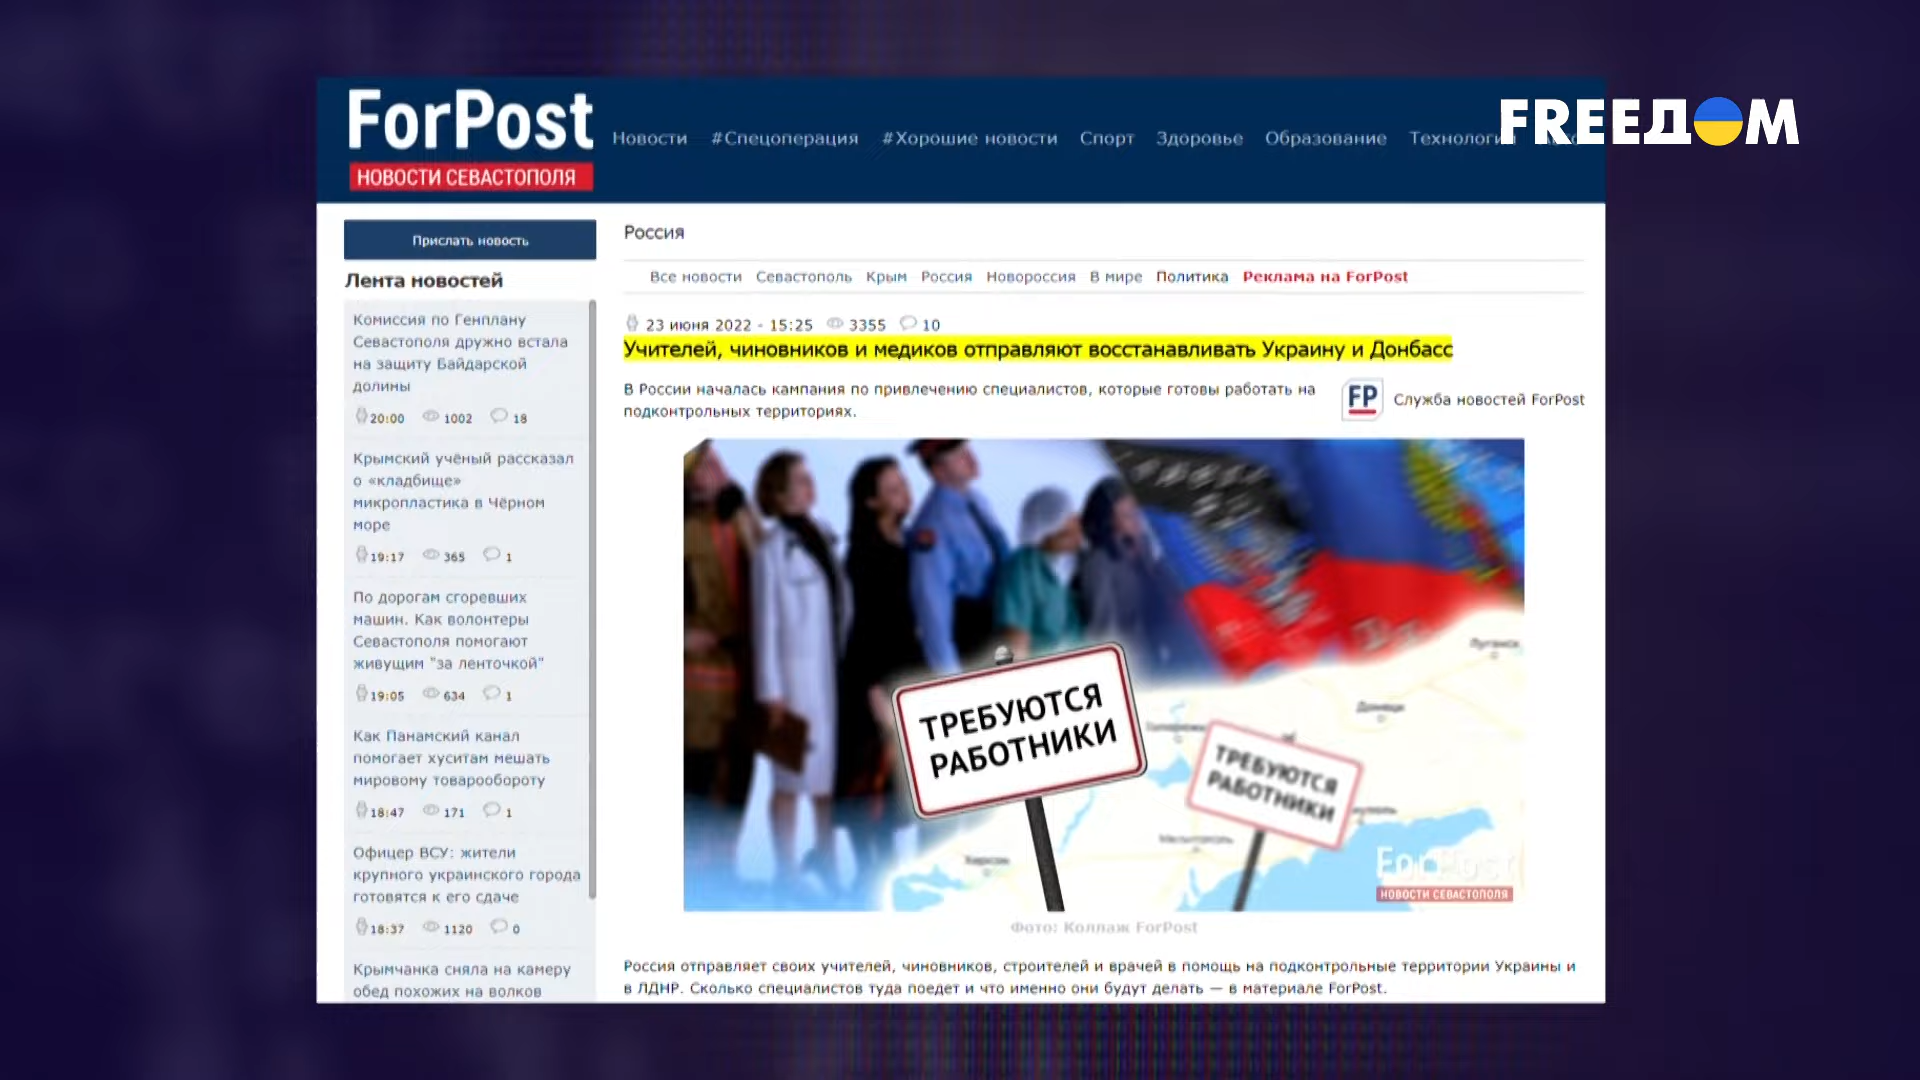 FREEДОМ
ForPost
НОВОСТИ СЕВАСТОПОЛЯ
Новости #Спецоперация #Хорошие новости Спорт Здоровье Образование
Прислать новость
Лента новостей
Комиссия по Генплану
Севастополя дружно встала
на защиту Байдарской
долины
20:00 1002 18
Крымский учёный рассказал
о «кладбище»
микропластика в Чёрном
море
19:17 365 1
По дорогам сгоревших
машин. Как волонтеры
Севастополя помогают
живущим "за ленточкой"
19:05 634 1
Как Панамский канал
помогает хуситам мешать
мировому товарообороту
18:47 171 1
Офицер ВСУ: жители
крупного украинского города
готовятся к его сдаче
18:37 1120 0
Крымчанка сняла на камеру
обед похожих на волков
Россия
Все новости Севастополь Крым Россия Новороссия В мире Политика Реклама на ForPost
23 июня 2022 - 15:25 3355 10
Учителей, чиновников и медиков отправляют восстанавливать Украину и Донбасс
В России началась кампания по привлечению специалистов, которые готовы работать на
подконтрольных территориях.
FP Служба новостей ForPost
ТРЕБУЮТСЯ
РАБОТНИКИ
ТРЕБУЮТСЯ
РАБОТНИКИ
Луганск
Донецк
Мелитополь
Херсон
ForPost
НОВОСТИ СЕВАСТОПОЛЯ
Фото: Коллаж ForPost
Россия отправляет своих учителей, чиновников, строителей и врачей в помощь на подконтрольные территории Украины и
в ЛДНР. Сколько специалистов туда поедет и что именно они будут делать — в материале ForPost.